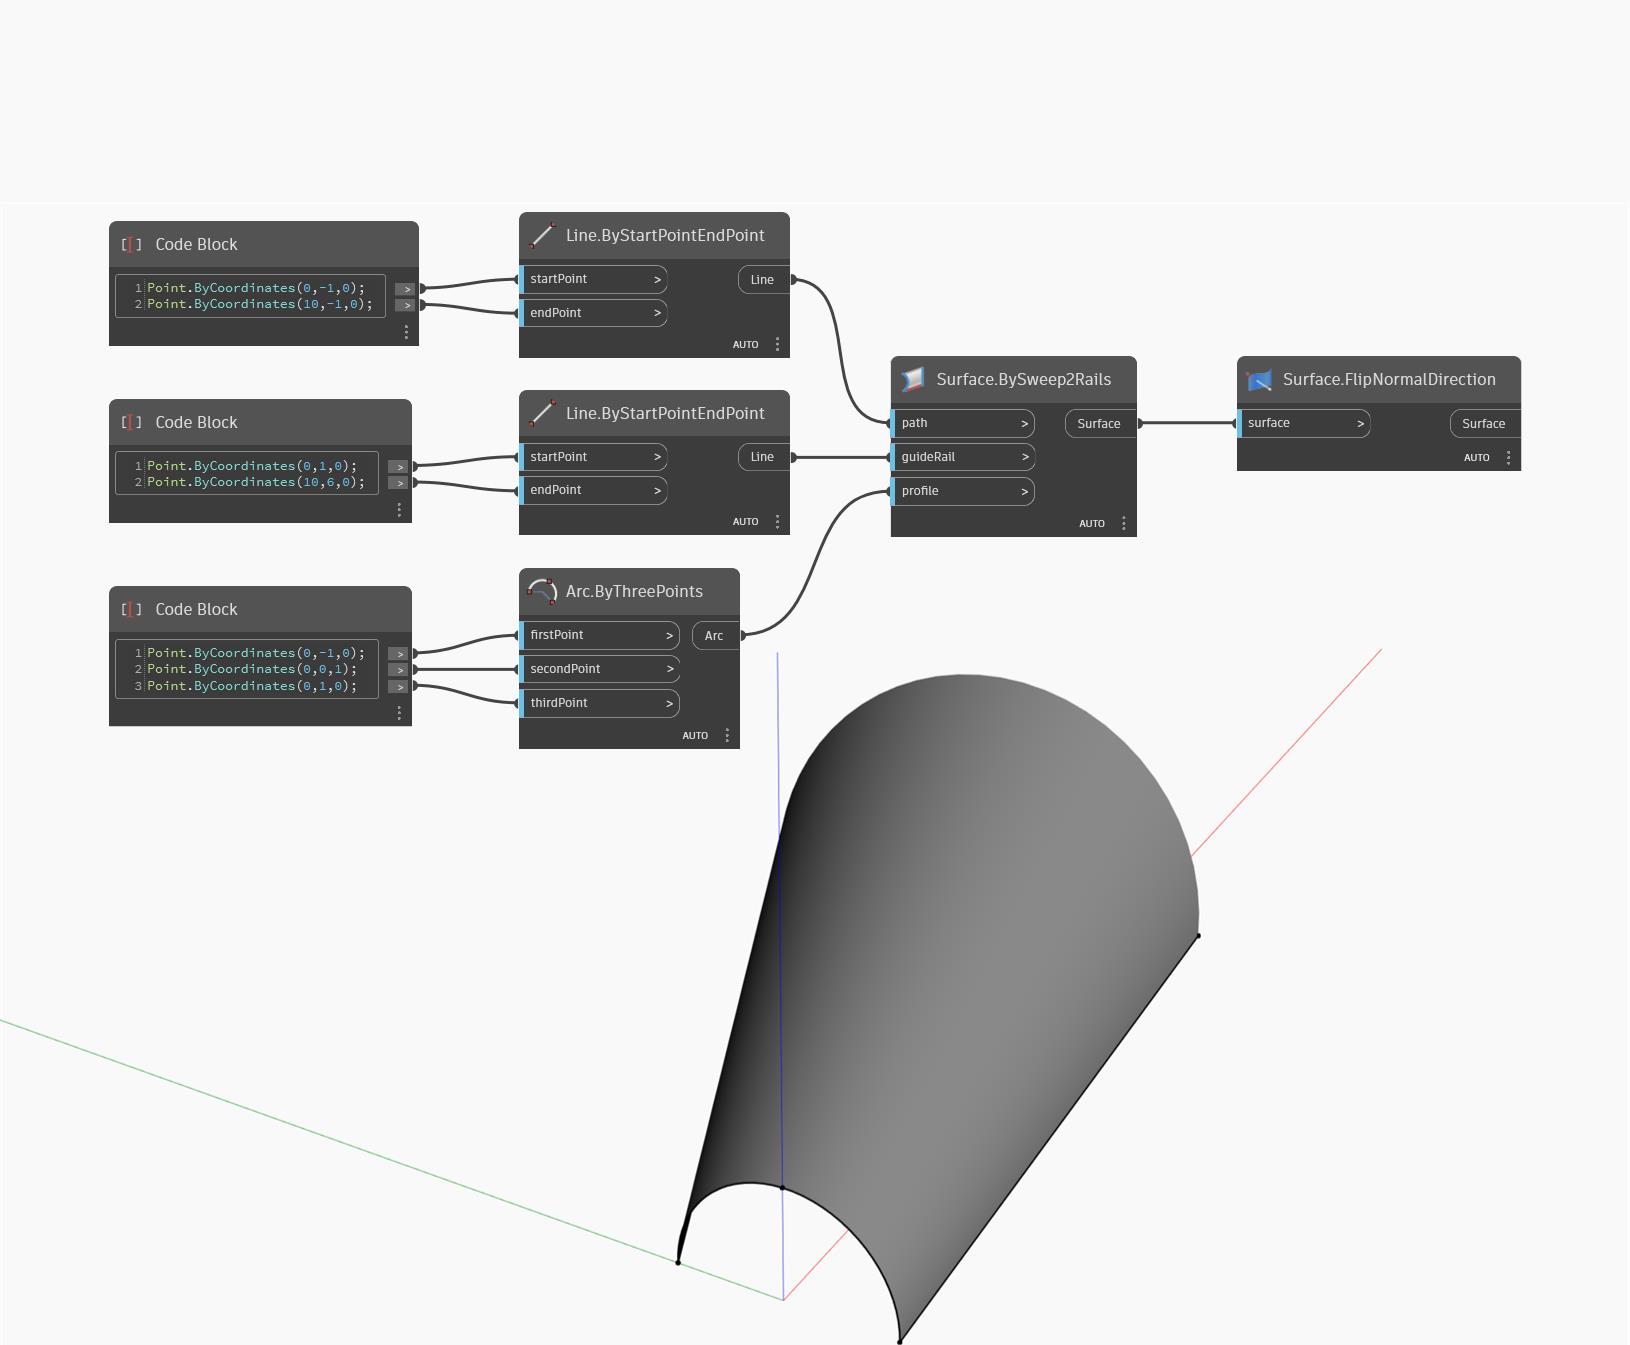 [I] Code Block
1 Point.ByCoordinates(0,-1,0); >
2 Point.ByCoordinates(10,-1,0); >
Line.ByStartPointEndPoint
startPoint > Line
endPoint >
AUTO
[I] Code Block
1 Point.ByCoordinates(0,1,0); >
2 Point.ByCoordinates(10,6,0); >
Line.ByStartPointEndPoint
startPoint > Line
endPoint >
AUTO
[I] Code Block
1 Point.ByCoordinates(0,-1,0); >
2 Point.ByCoordinates(0,0,1); >
3 Point.ByCoordinates(0,1,0); >
Arc.ByThreePoints
firstPoint > Arc
secondPoint >
thirdPoint >
AUTO
Surface.BySweep2Rails
path > Surface
guideRail >
profile >
AUTO
Surface.FlipNormalDirection
surface > Surface
AUTO